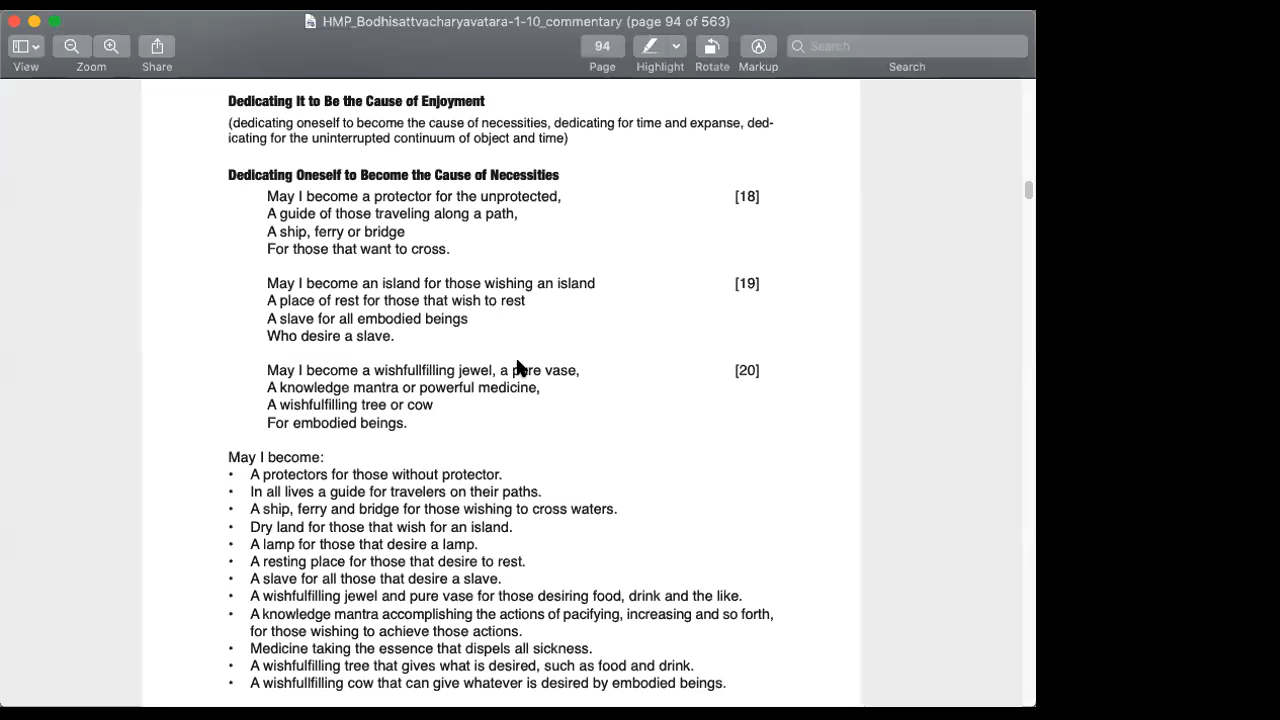 HMP_Bodhisattvacharyavatara-1-10_commentary (page 94 of 563)
94
Search
View
Zoom
Share
Page
Highlight
Rotate
Markup
Search
Dedicating It to Be the Cause of Enjoyment
(dedicating oneself to become the cause of necessities, dedicating for time and expanse, ded-
icating for the uninterrupted continuum of object and time)
Dedicating Oneself to Become the Cause of Necessities
May I become a protector for the unprotected, [18]
A guide of those traveling along a path,
A ship, ferry or bridge
For those that want to cross.
May I become an island for those wishing an island [19]
A place of rest for those that wish to rest
A slave for all embodied beings
Who desire a slave.
May I become a wishfullfilling jewel, a pure vase, [20]
A knowledge mantra or powerful medicine,
A wishfulfilling tree or cow
For embodied beings.
May I become:
• A protectors for those without protector.
• In all lives a guide for travelers on their paths.
• A ship, ferry and bridge for those wishing to cross waters.
• Dry land for those that wish for an island.
• A lamp for those that desire a lamp.
• A resting place for those that desire to rest.
• A slave for all those that desire a slave.
• A wishfulfilling jewel and pure vase for those desiring food, drink and the like.
• A knowledge mantra accomplishing the actions of pacifying, increasing and so forth,
for those wishing to achieve those actions.
• Medicine taking the essence that dispels all sickness.
• A wishfulfilling tree that gives what is desired, such as food and drink.
• A wishfullfilling cow that can give whatever is desired by embodied beings.